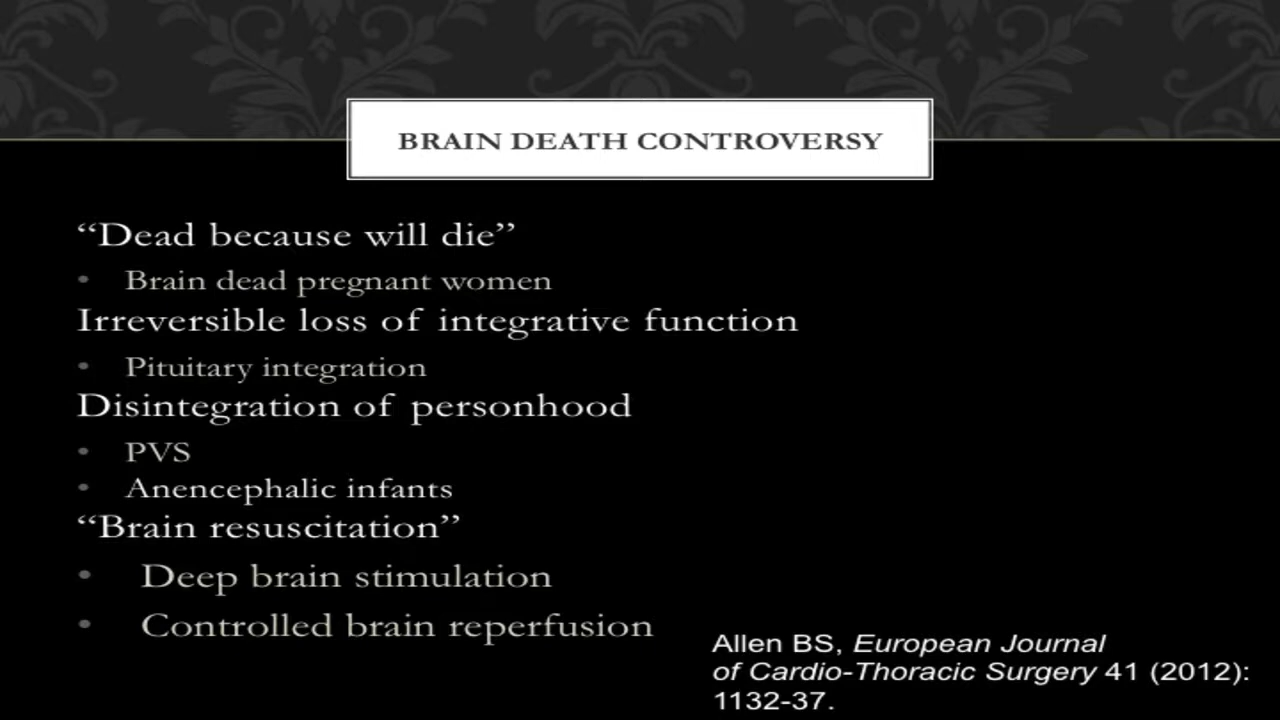 BRAIN DEATH CONTROVERSY
“Dead because will die”
• Brain dead pregnant women
Irreversible loss of integrative function
• Pituitary integration
Disintegration of personhood
• PVS
• Anencephalic infants
“Brain resuscitation”
• Deep brain stimulation
• Controlled brain reperfusion
Allen BS, European Journal
of Cardio-Thoracic Surgery 41 (2012):
1132-37.